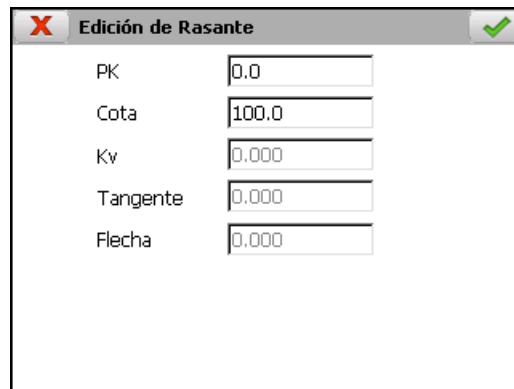 Edición de Rasante
PK 0.0
Cota 100.0
Kv 0.000
Tangente 0.000
Flecha 0.000